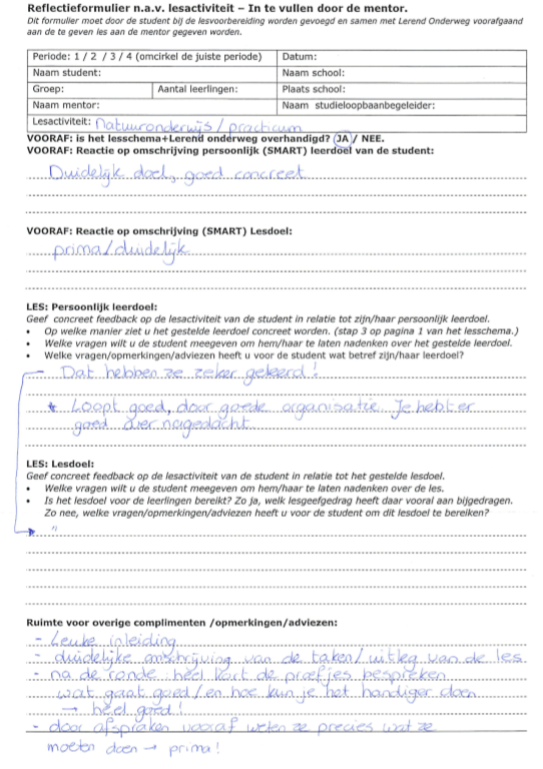 Reflectieformulier n.a.v. lesactiviteit – In te vullen door de mentor.
Dit formulier moet door de student bij de lesvoorbereiding worden gevoegd en samen met Lerend Onderweg voorafgaand
aan de te geven les aan de mentor gegeven worden.
Periode: 1 / 2 / 3 / 4 (omcirkel de juiste periode) Datum:
Naam student: Naam school:
Groep: Aantal leerlingen: Plaats school:
Naam mentor: Naam studieloopbaanbegeleider:
Lesactiviteit: Natuuronderwijs / practicum
VOORAF: is het lesschema+Lerend onderweg overhandigd? JA / NEE.
VOORAF: Reactie op omschrijving persoonlijk (SMART) leerdoel van de student:
Duidelijk doel, goed concreet
VOORAF: Reactie op omschrijving (SMART) Lesdoel:
prima/duidelijk
LES: Persoonlijk leerdoel:
Geef concreet feedback op de lesactiviteit van de student in relatie tot zijn/haar persoonlijk leerdoel.
• Op welke manier ziet u het gestelde leerdoel concreet worden. (stap 3 op pagina 1 van het lesschema.)
• Welke vragen wilt u de student meegeven om hem/haar te laten nadenken over het gestelde leerdoel.
• Welke vragen/opmerkingen/adviezen heeft u voor de student wat betref zijn/haar leerdoel?
- Dat hebben ze zeker geleerd!
* Loopt goed, door goede organisatie. Je hebt er
goed over nagedacht
LES: Lesdoel:
Geef concreet feedback op de lesactiviteit van de student in relatie tot het gestelde lesdoel.
• Welke vragen wilt u de student meegeven om hem/haar te laten nadenken over de les.
• Is het lesdoel voor de leerlingen bereikt? Zo ja, welk lesgeefgedrag heeft daar vooral aan bijgedragen.
Zo nee, welke vragen/opmerkingen/adviezen heeft u voor de student om dit lesdoel te bereiken?
"
Ruimte voor overige complimenten /opmerkingen/adviezen:
- Leuke inleiding
- duidelijke omschrijving van de taken/uitleg van de les
- na de ronde heel kort de proefjes bespreken
wat gaat goed/en hoe kun je het handiger doen
→ heel goed!
- door afspraken vooraf weten ze precies wat ze
moeten doen → prima!